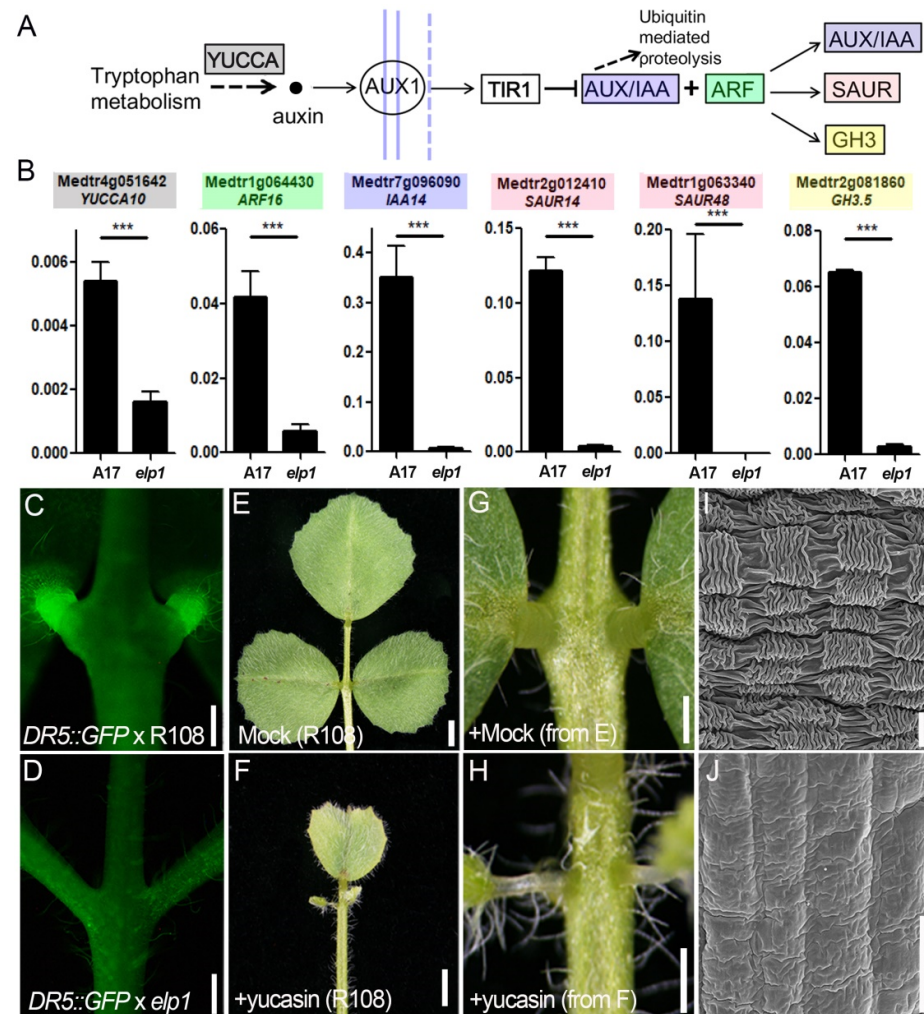 A
Ubiquitin
mediated
proteolysis
YUCCA
Tryptophan
metabolism
auxin
AUX1
TIR1
AUX/IAA
+
ARF
AUX/IAA
SAUR
GH3
B
Medtr4g051642
YUCCA10
Medtr1g064430
ARF16
Medtr7g096090
IAA14
Medtr2g012410
SAUR14
Medtr1g063340
SAUR48
Medtr2g081860
GH3.5
***
0.006
0.004
0.002
0.000
A17 elp1
***
0.06
0.04
0.02
0.00
A17 elp1
***
0.4
0.3
0.2
0.1
0.0
A17 elp1
***
0.15
0.10
0.05
0.00
A17 elp1
***
0.20
0.15
0.10
0.05
0.00
A17 elp1
***
0.08
0.06
0.04
0.02
0.00
A17 elp1
C
DR5::GFP x R108
E
Mock (R108)
G
+Mock (from E)
I
D
DR5::GFP x elp1
F
+yucasin (R108)
H
+yucasin (from F)
J